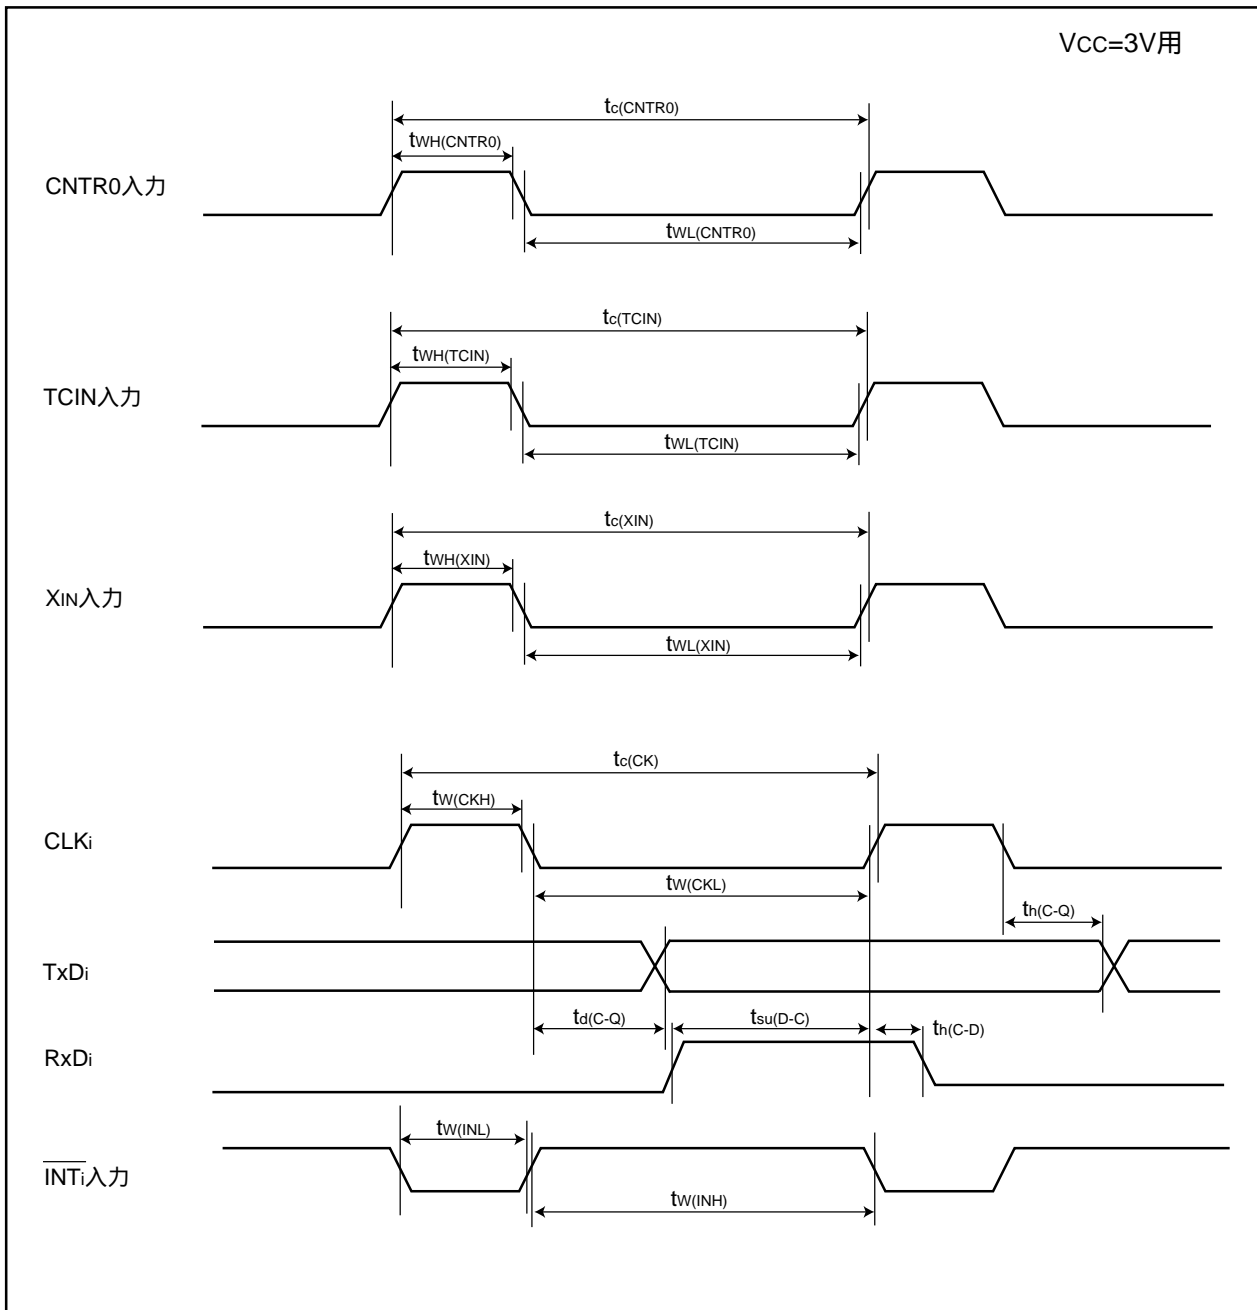 VCC=3V用
tc(CNTR0)
tWH(CNTR0)
CNTR0入力
tWL(CNTR0)
tc(TCIN)
tWH(TCIN)
TCIN入力
tWL(TCIN)
tc(XIN)
tWH(XIN)
XIN入力
tWL(XIN)
tc(CK)
tW(CKH)
CLKi
tW(CKL)
th(C-Q)
TxDi
td(C-Q)
tsu(D-C)
th(C-D)
RxDi
tW(INL)
INTi入力
tW(INH)